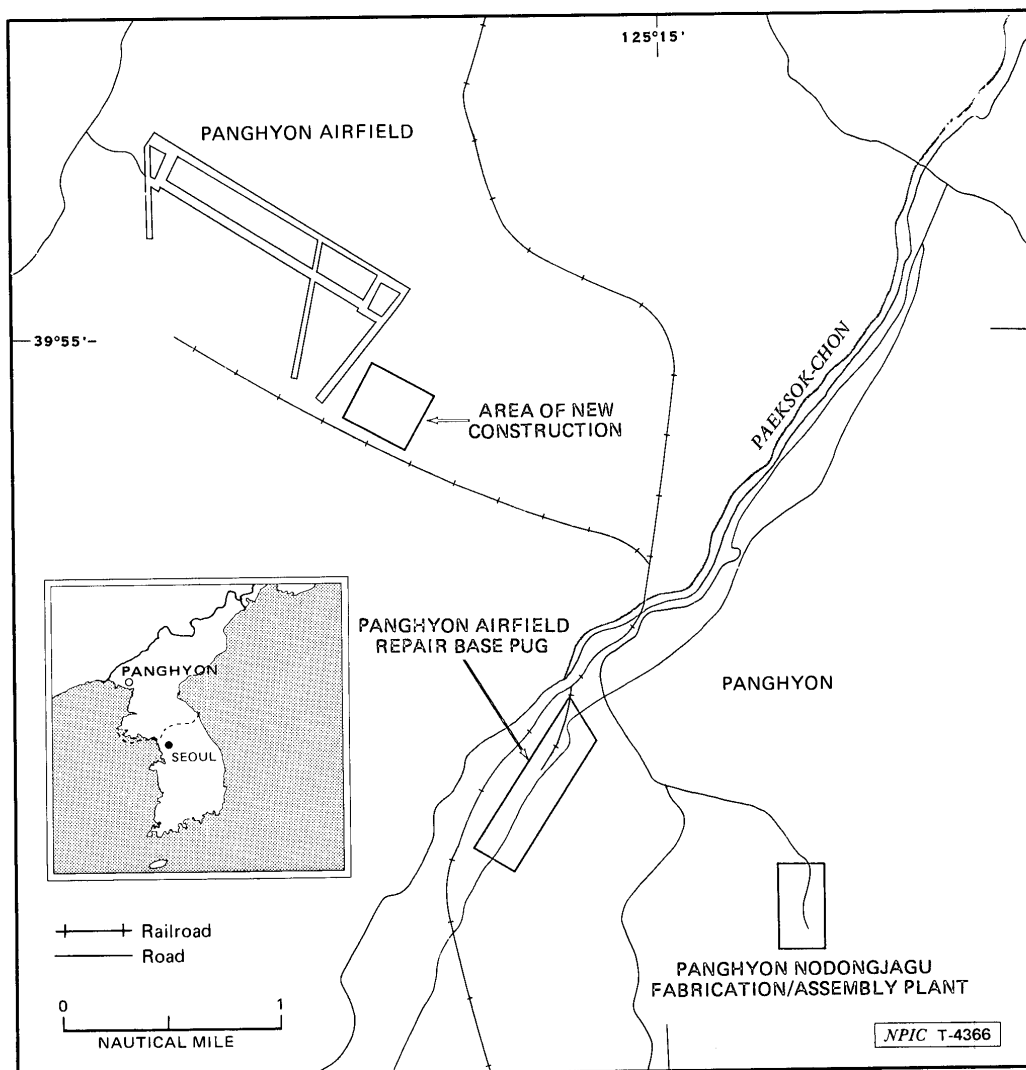 125°15'
PANGHYON AIRFIELD
39°55'
PAEKSOK-CHON
AREA OF NEW
CONSTRUCTION
PANGHYON AIRFIELD
REPAIR BASE PUG
PANGHYON
PANGHYON
SEOUL
Railroad
Road
0 1
NAUTICAL MILE
PANGHYON NODONGJAGU
FABRICATION/ASSEMBLY PLANT
NPIC T-4366